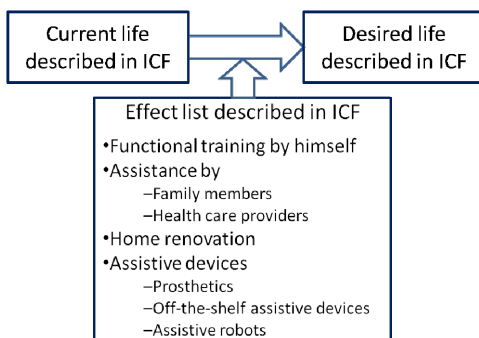 Current life
described in ICF
Desired life
described in ICF
Effect list described in ICF
•Functional training by himself
•Assistance by
–Family members
–Health care providers
•Home renovation
•Assistive devices
–Prosthetics
–Off-the-shelf assistive devices
–Assistive robots